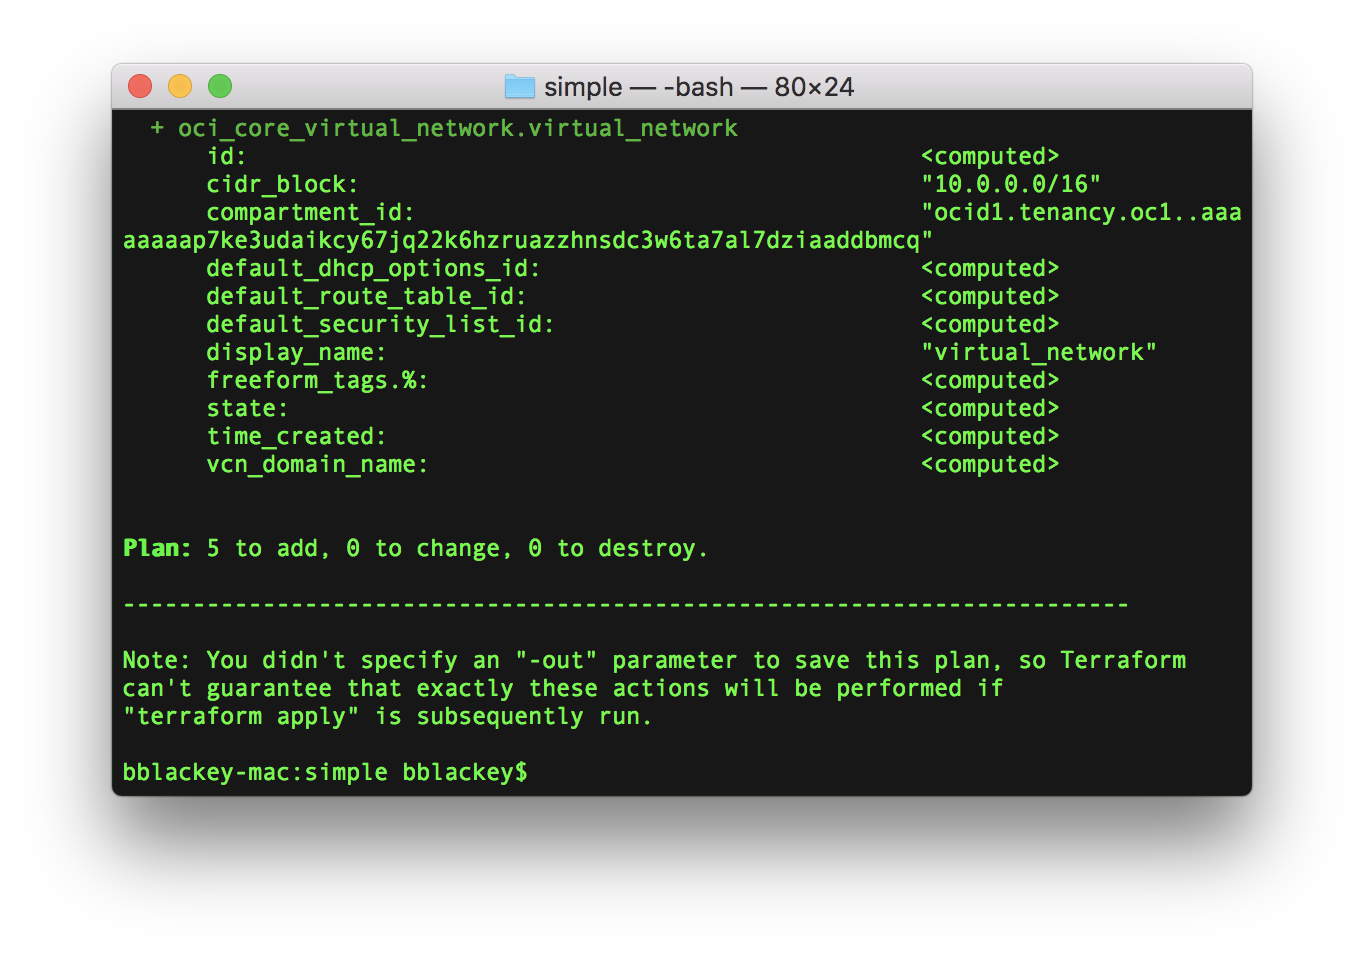 simple — -bash — 80×24
+ oci_core_virtual_network.virtual_network
id: <computed>
cidr_block: "10.0.0.0/16"
compartment_id: "ocid1.tenancy.oc1..aaa
aaaaap7ke3udaikcy67jq22k6hzruazzhnsdc3w6ta7al7dziaaddbmcq"
default_dhcp_options_id: <computed>
default_route_table_id: <computed>
default_security_list_id: <computed>
display_name: "virtual_network"
freeform_tags.%: <computed>
state: <computed>
time_created: <computed>
vcn_domain_name: <computed>
Plan: 5 to add, 0 to change, 0 to destroy.
------------------------------------------------------------------------
Note: You didn't specify an "-out" parameter to save this plan, so Terraform
can't guarantee that exactly these actions will be performed if
"terraform apply" is subsequently run.
bblackey-mac:simple bblackey$